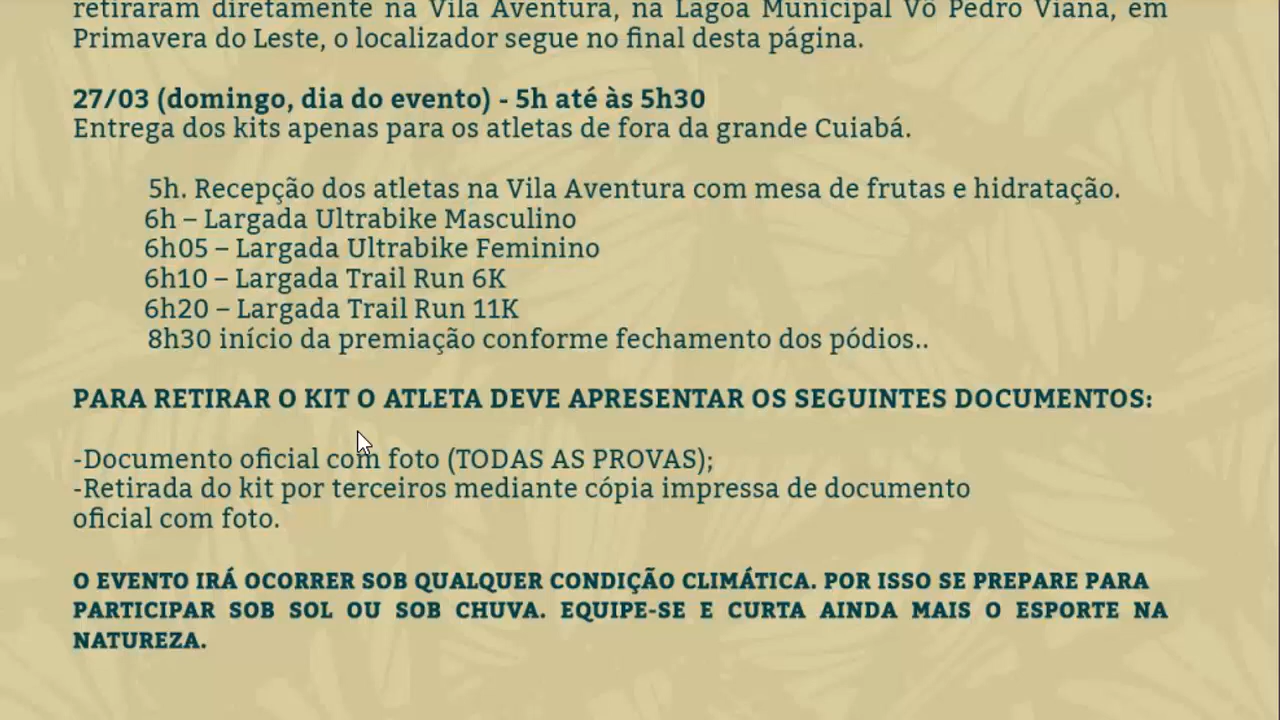 retiraram diretamente na Vila Aventura, na Lagoa Municipal Vô Pedro Viana, em
Primavera do Leste, o localizador segue no final desta página.
27/03 (domingo, dia do evento) - 5h até às 5h30
Entrega dos kits apenas para os atletas de fora da grande Cuiabá.
5h. Recepção dos atletas na Vila Aventura com mesa de frutas e hidratação.
6h – Largada Ultrabike Masculino
6h05 – Largada Ultrabike Feminino
6h10 – Largada Trail Run 6K
6h20 – Largada Trail Run 11K
8h30 início da premiação conforme fechamento dos pódios..
PARA RETIRAR O KIT O ATLETA DEVE APRESENTAR OS SEGUINTES DOCUMENTOS:
-Documento oficial com foto (TODAS AS PROVAS);
-Retirada do kit por terceiros mediante cópia impressa de documento
oficial com foto.
O EVENTO IRÁ OCORRER SOB QUALQUER CONDIÇÃO CLIMÁTICA. POR ISSO SE PREPARE PARA
PARTICIPAR SOB SOL OU SOB CHUVA. EQUIPE-SE E CURTA AINDA MAIS O ESPORTE NA
NATUREZA.